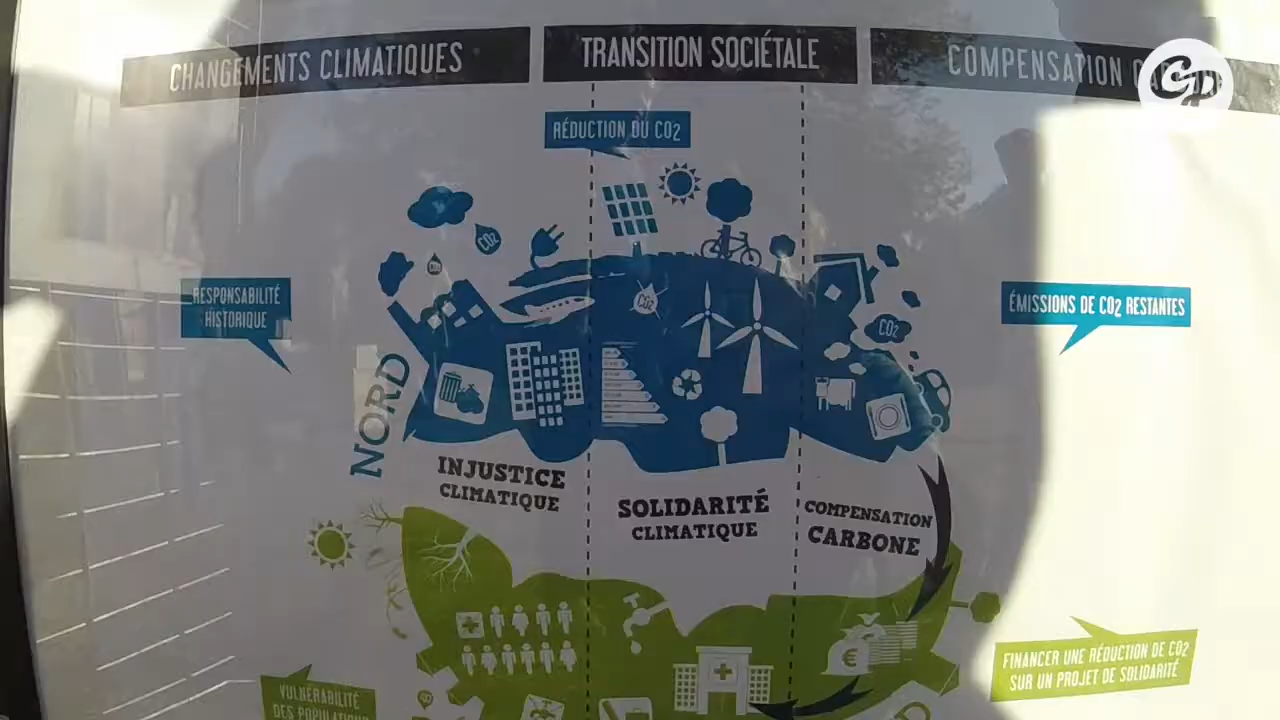 CHANGEMENTS CLIMATIQUES
TRANSITION SOCIÉTALE
COMPENSATION
RÉDUCTION DU CO2
CO2
RESPONSABILITÉ
HISTORIQUE
ÉMISSIONS DE CO2 RESTANTES
CO2
CO2
NORD
INJUSTICE
CLIMATIQUE
SOLIDARITÉ
CLIMATIQUE
COMPENSATION
CARBONE
€
FINANCER UNE RÉDUCTION DE CO2
SUR UN PROJET DE SOLIDARITÉ
VULNÉRABILITÉ
DES POPULATIONS